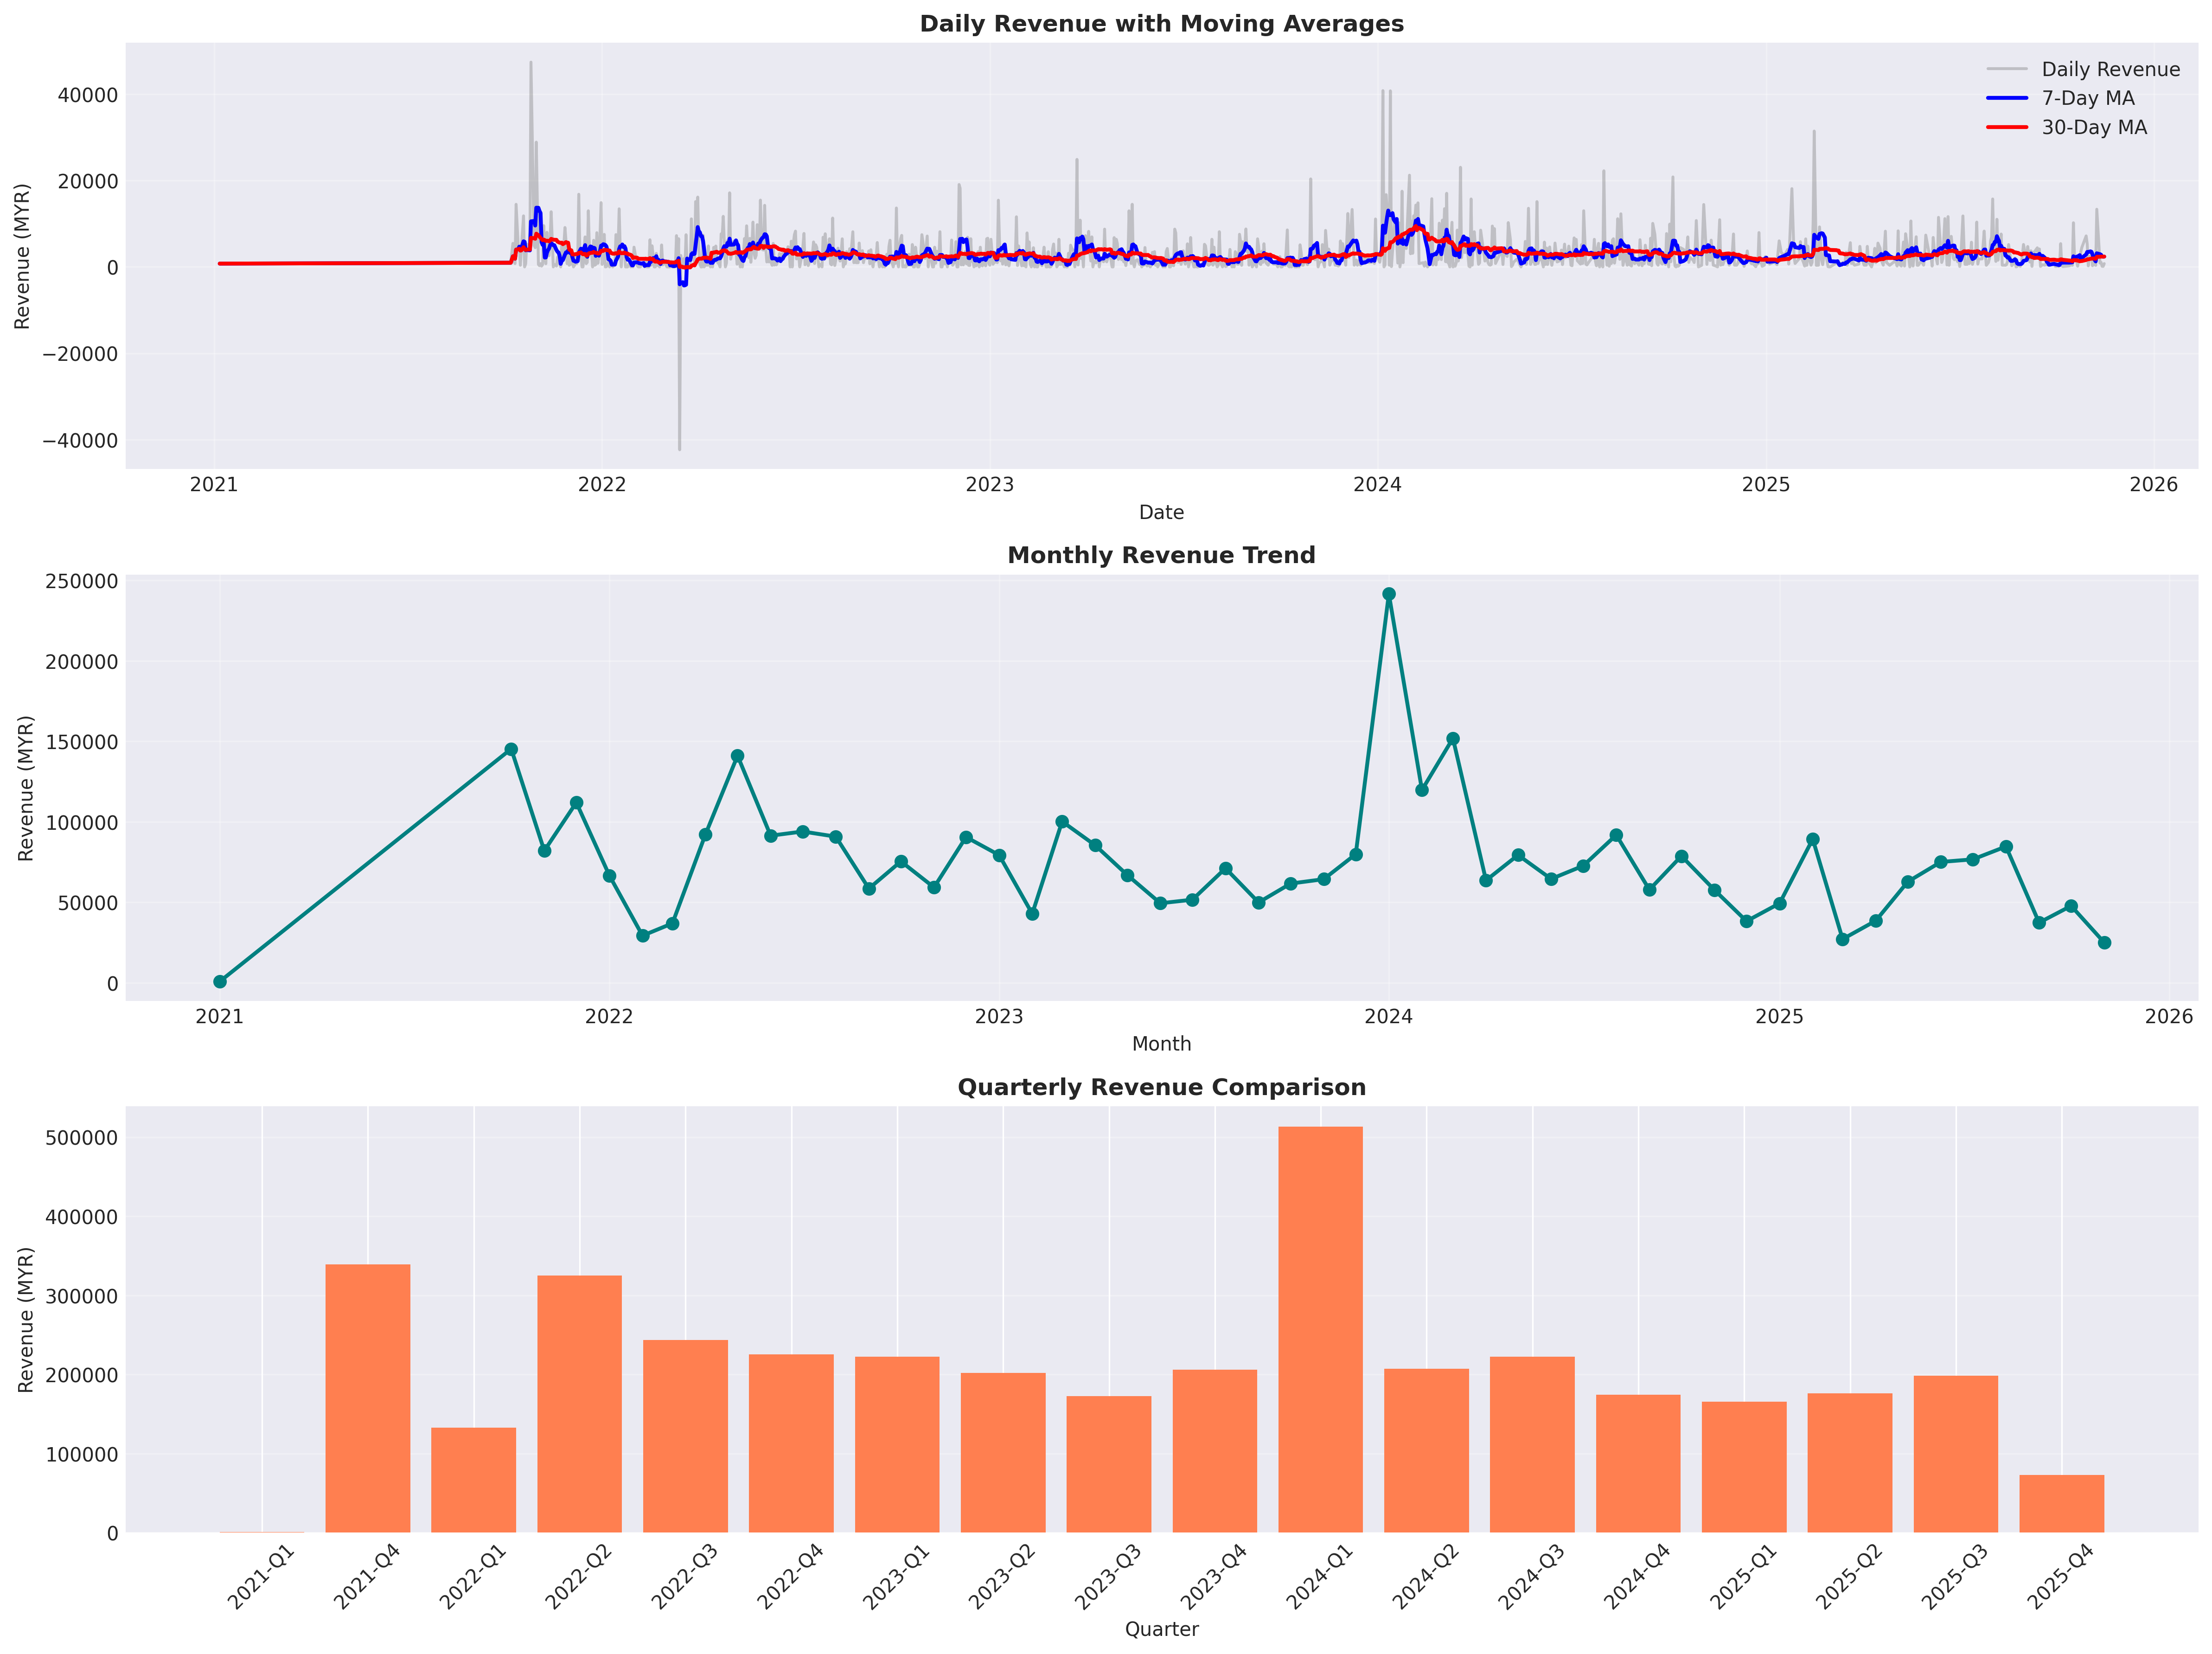 Daily Revenue with Moving Averages
Daily Revenue
7-Day MA
30-Day MA
Revenue (MYR)
40000
20000
0
−20000
−40000
2021 2022 2023 2024 2025 2026
Date
Monthly Revenue Trend
Revenue (MYR)
250000
200000
150000
100000
50000
0
2021 2022 2023 2024 2025 2026
Month
Quarterly Revenue Comparison
Revenue (MYR)
500000
400000
300000
200000
100000
0
2021-Q1 2021-Q4 2022-Q1 2022-Q2 2022-Q3 2022-Q4 2023-Q1 2023-Q2 2023-Q3 2023-Q4 2024-Q1 2024-Q2 2024-Q3 2024-Q4 2025-Q1 2025-Q2 2025-Q3 2025-Q4
Quarter